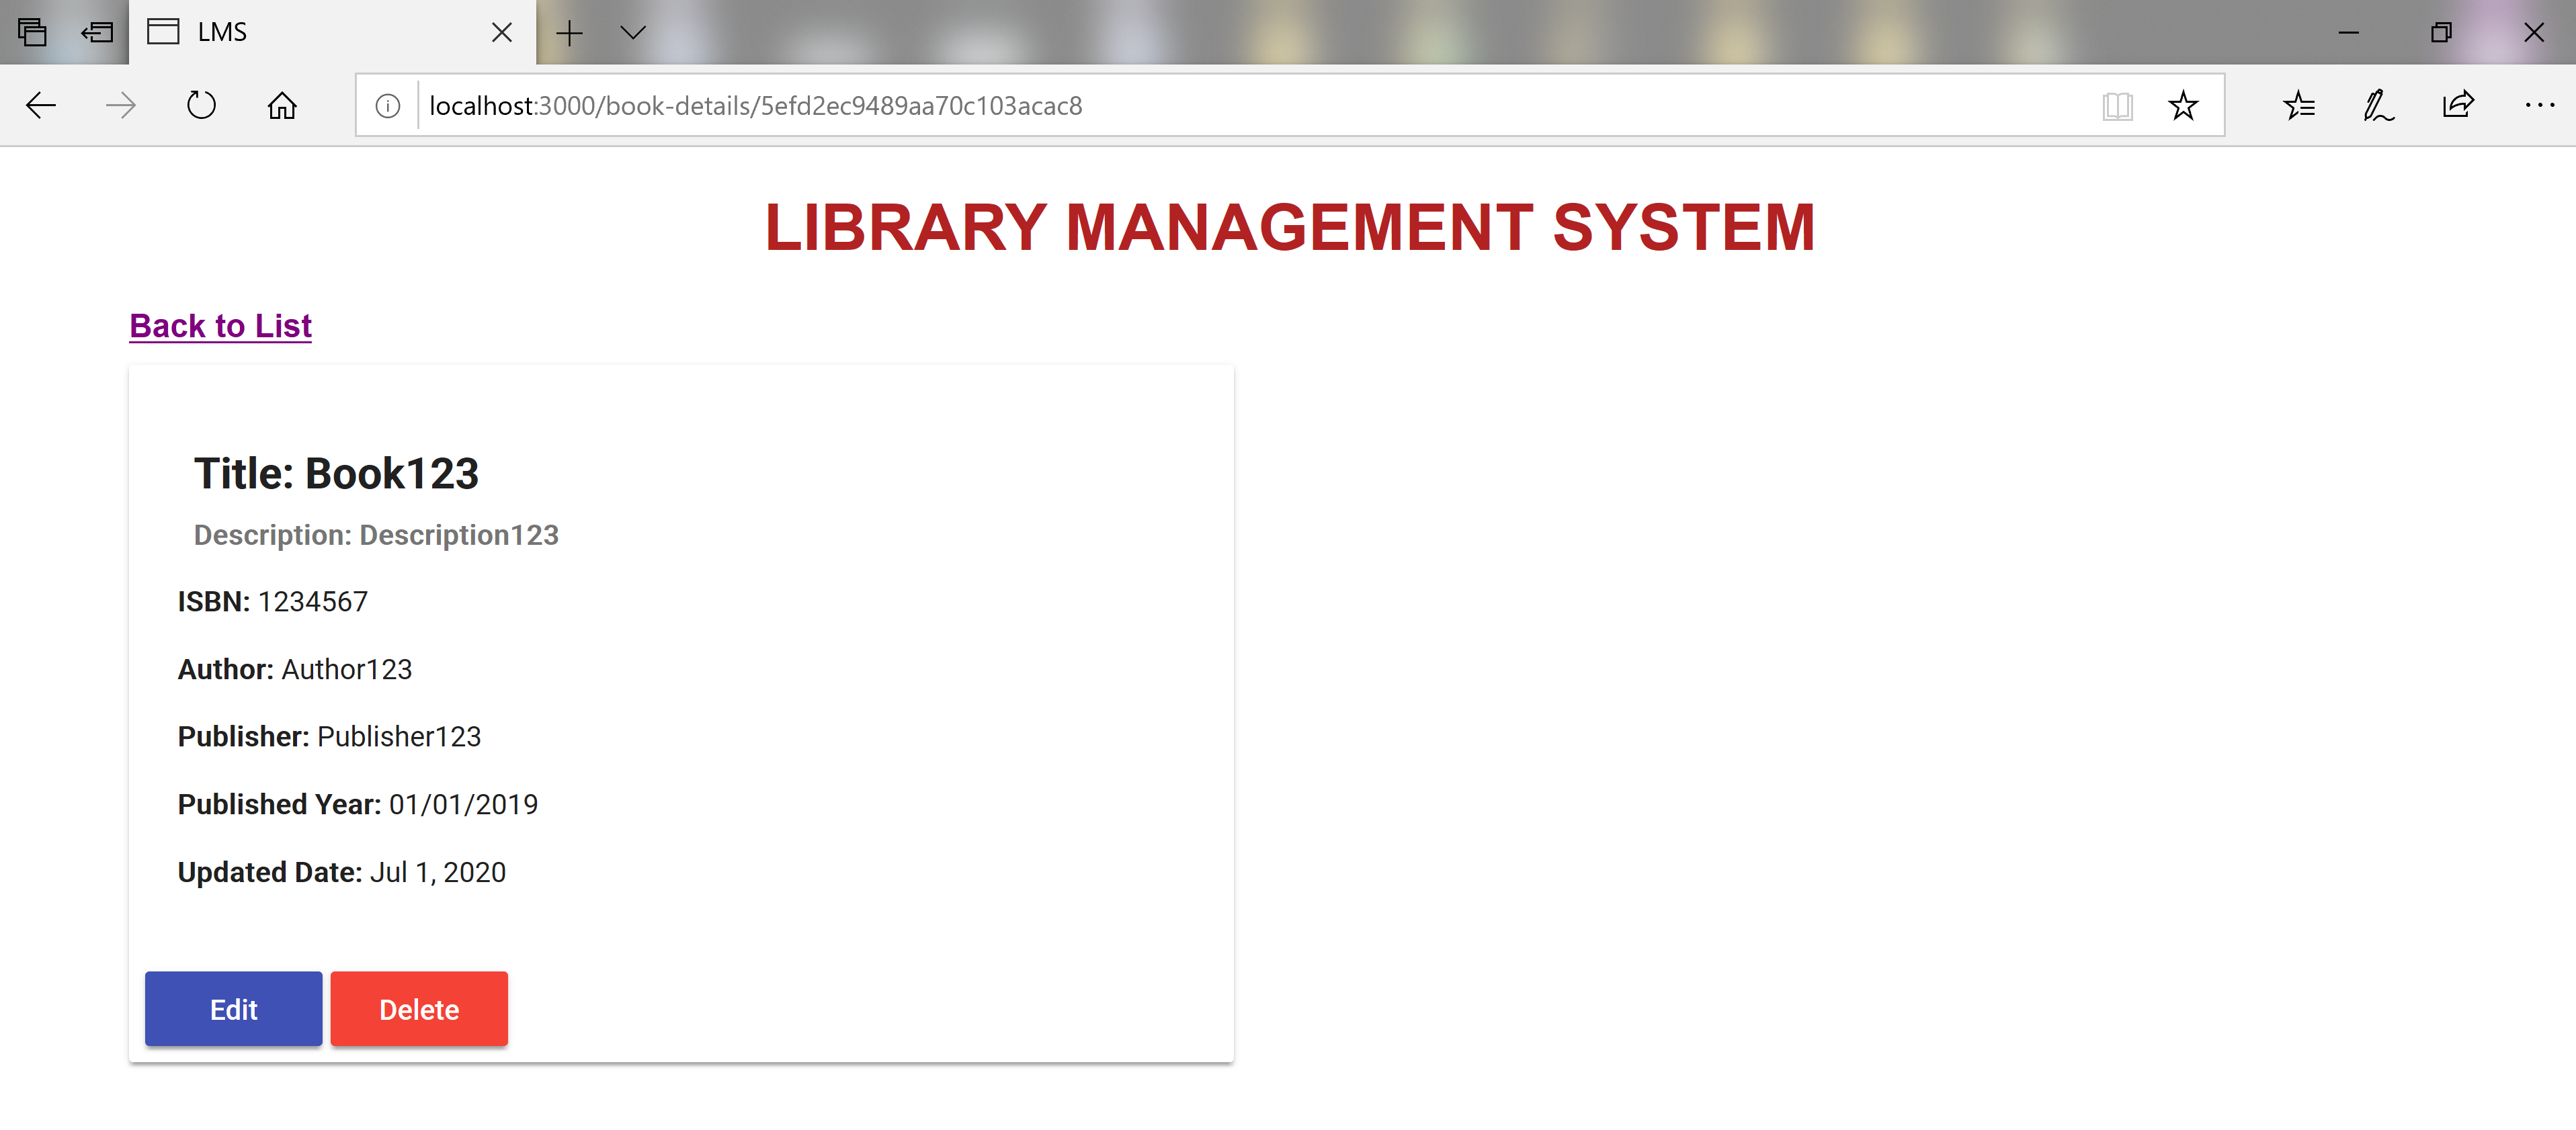 LMS
localhost:3000/book-details/5efd2ec9489aa70c103acac8
LIBRARY MANAGEMENT SYSTEM
Back to List
Title: Book123
Description: Description123
ISBN: 1234567
Author: Author123
Publisher: Publisher123
Published Year: 01/01/2019
Updated Date: Jul 1, 2020
Edit Delete